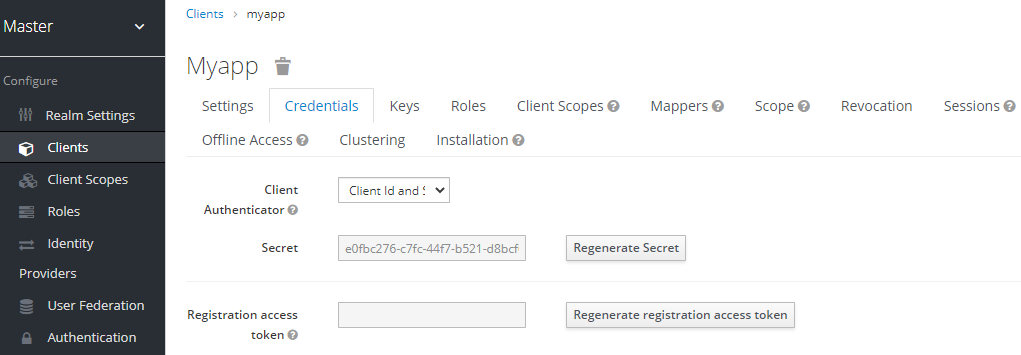 Master
Configure
Realm Settings
Clients
Client Scopes
Roles
Identity
Providers
User Federation
Authentication
Clients > myapp
Myapp
Settings Credentials Keys Roles Client Scopes ? Mappers ? Scope ? Revocation Sessions ?
Offline Access ? Clustering Installation ?
Client
Authenticator ?
Client Id and S
Secret
e0fbc276-c7fc-44f7-b521-d8bcf
Regenerate Secret
Registration access
token ?
Regenerate registration access token